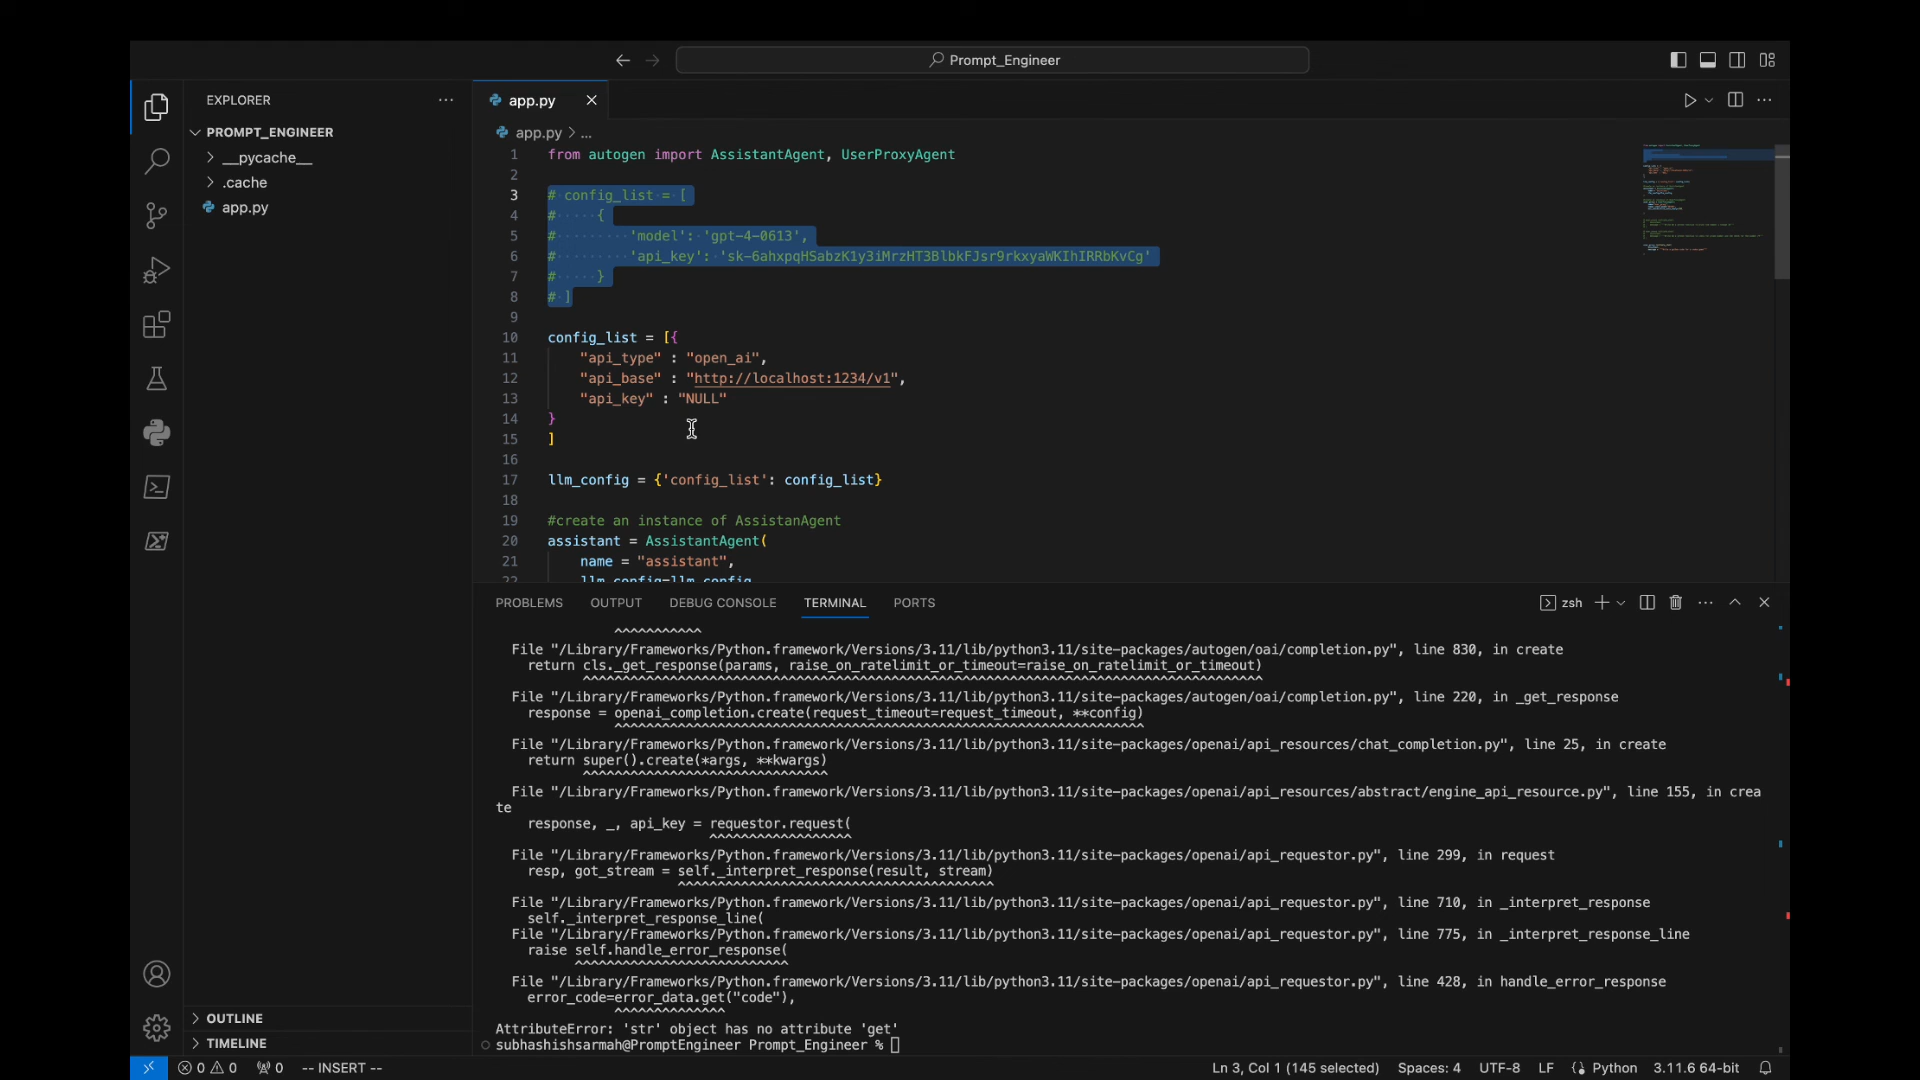 Prompt_Engineer
EXPLORER
PROMPT_ENGINEER
__pycache__
.cache
app.py
app.py
app.py > ...
1 from autogen import AssistantAgent, UserProxyAgent
2
3 # config_list = [
4 # {
5 # 'model': 'gpt-4-0613',
6 # 'api_key': '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'
7 # }
8 # ]
9
10 config_list = [{
11 "api_type" : "open_ai",
12 "api_base" : "http://localhost:1234/v1",
13 "api_key" : "NULL"
14 }
15 ]
16
17 llm_config = {'config_list': config_list}
18
19 #create an instance of AssistanAgent
20 assistant = AssistantAgent(
21 name = "assistant",
22 llm_config=llm_config
PROBLEMS OUTPUT DEBUG CONSOLE TERMINAL PORTS
zsh
^^^^^^^^^^^
File "/Library/Frameworks/Python.framework/Versions/3.11/lib/python3.11/site-packages/autogen/oai/completion.py", line 830, in create
return cls._get_response(params, raise_on_ratelimit_or_timeout=raise_on_ratelimit_or_timeout)
File "/Library/Frameworks/Python.framework/Versions/3.11/lib/python3.11/site-packages/autogen/oai/completion.py", line 220, in _get_response
response = openai_completion.create(request_timeout=request_timeout, **config)
File "/Library/Frameworks/Python.framework/Versions/3.11/lib/python3.11/site-packages/openai/api_resources/chat_completion.py", line 25, in create
return super().create(*args, **kwargs)
File "/Library/Frameworks/Python.framework/Versions/3.11/lib/python3.11/site-packages/openai/api_resources/abstract/engine_api_resource.py", line 155, in crea
te
response, _, api_key = requestor.request(
File "/Library/Frameworks/Python.framework/Versions/3.11/lib/python3.11/site-packages/openai/api_requestor.py", line 299, in request
resp, got_stream = self._interpret_response(result, stream)
File "/Library/Frameworks/Python.framework/Versions/3.11/lib/python3.11/site-packages/openai/api_requestor.py", line 710, in _interpret_response
self._interpret_response_line(
File "/Library/Frameworks/Python.framework/Versions/3.11/lib/python3.11/site-packages/openai/api_requestor.py", line 775, in _interpret_response_line
raise self.handle_error_response(
File "/Library/Frameworks/Python.framework/Versions/3.11/lib/python3.11/site-packages/openai/api_requestor.py", line 428, in handle_error_response
error_code=error_data.get("code"),
AttributeError: 'str' object has no attribute 'get'
subhashishsarmah@PromptEngineer Prompt_Engineer %
OUTLINE
TIMELINE
0 0 0 -- INSERT -- Ln 3, Col 1 (145 selected) Spaces: 4 UTF-8 LF Python 3.11.6 64-bit